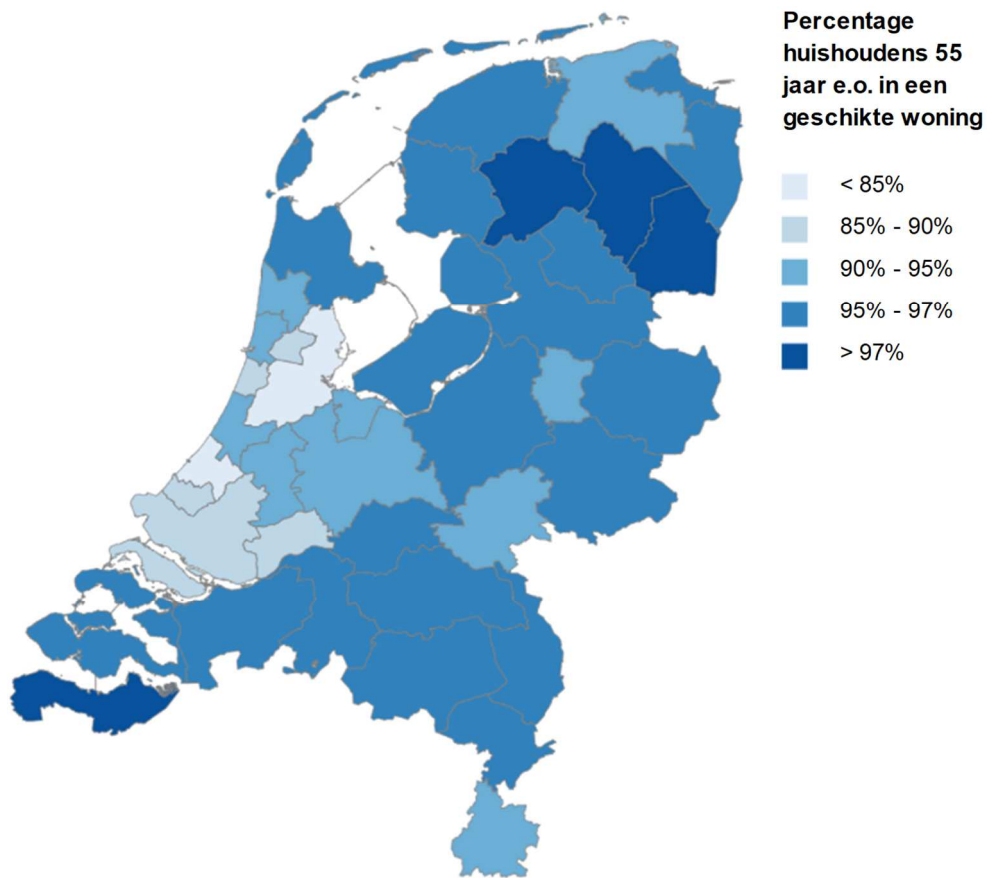 Percentage
huishoudens 55
jaar e.o. in een
geschikte woning
< 85%
85% - 90%
90% - 95%
95% - 97%
> 97%